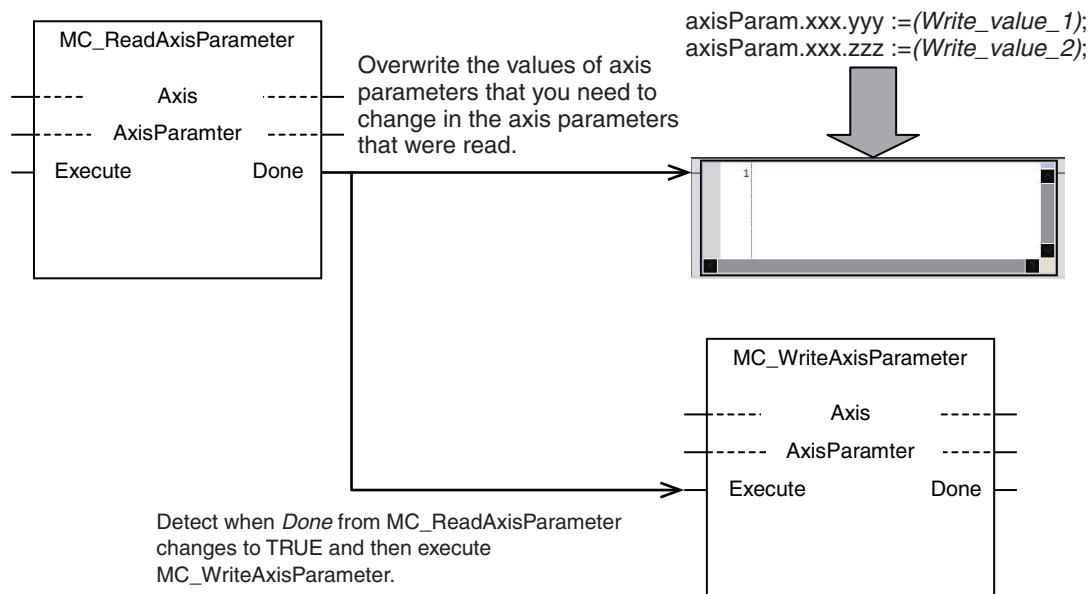 MC_ReadAxisParameter
Axis
AxisParamter
Execute Done
Overwrite the values of axis
parameters that you need to
change in the axis parameters
that were read.
axisParam.xxx.yyy :=(Write_value_1);
axisParam.xxx.zzz :=(Write_value_2);
1
MC_WriteAxisParameter
Axis
AxisParamter
Execute Done
Detect when Done from MC_ReadAxisParameter
changes to TRUE and then execute
MC_WriteAxisParameter.